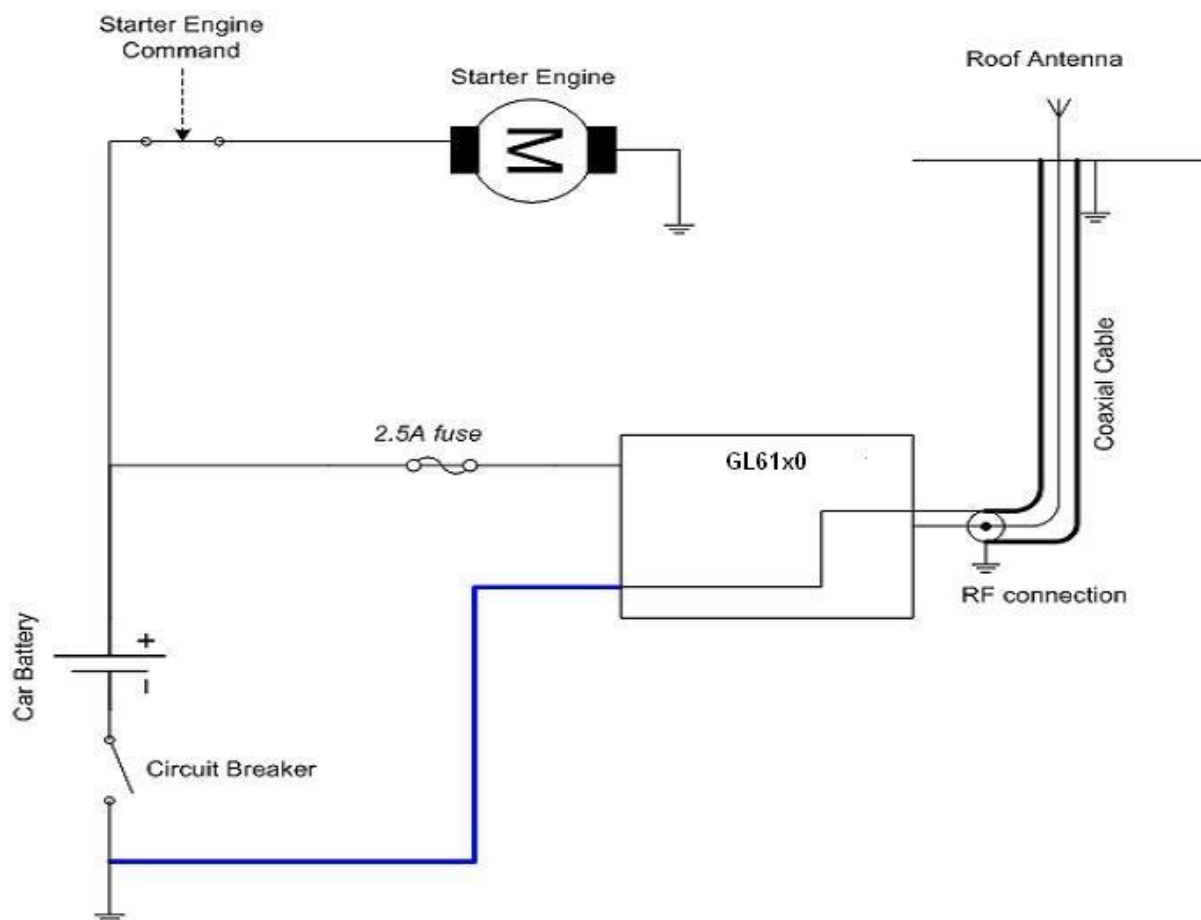 Starter Engine
Command
Starter Engine
M
Roof Antenna
Coaxial Cable
2.5A fuse
GL61x0
RF connection
Car Battery
+
−
Circuit Breaker